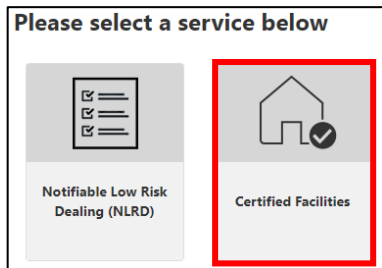 Please select a service below
Notifiable Low Risk
Dealing (NLRD)
Certified Facilities